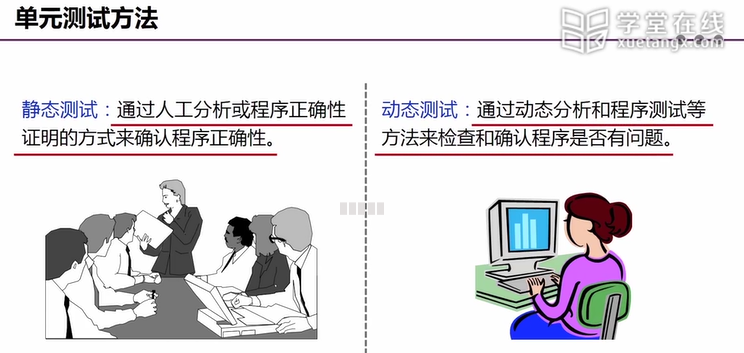 单元测试方法
学堂在线
xuetangx.com
静态测试：通过人工分析或程序正确性
证明的方式来确认程序正确性。
动态测试：通过动态分析和程序测试等
方法来检查和确认程序是否有问题。